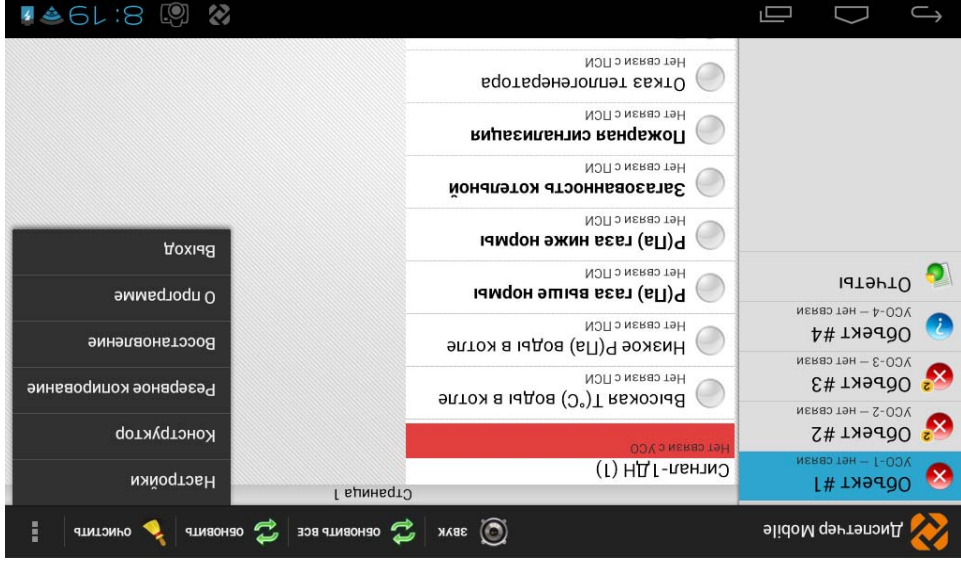 Диспетчер Mobile
ЗВУК
ОБНОВИТЬ ВСЕ
ОБНОВИТЬ
ОЧИСТИТЬ
Объект #1
УСО-1 – нет связи
Объект #2
УСО-2 – нет связи
Объект #3
УСО-3 – нет связи
Объект #4
УСО-4 – нет связи
Отчеты
Страница 1
Сигнал-1ДН (1)
Нет связи с УСО
Высокая T(°C) воды в котле
Нет связи с ПСИ
Низкое P(Па) воды в котле
Нет связи с ПСИ
P(Па) газа выше нормы
Нет связи с ПСИ
P(Па) газа ниже нормы
Нет связи с ПСИ
Загазованность котельной
Нет связи с ПСИ
Пожарная сигнализация
Нет связи с ПСИ
Отказ теплогенератора
Нет связи с ПСИ
Настройки
Конструктор
Резервное копирование
Восстановление
О программе
Выход
8:19